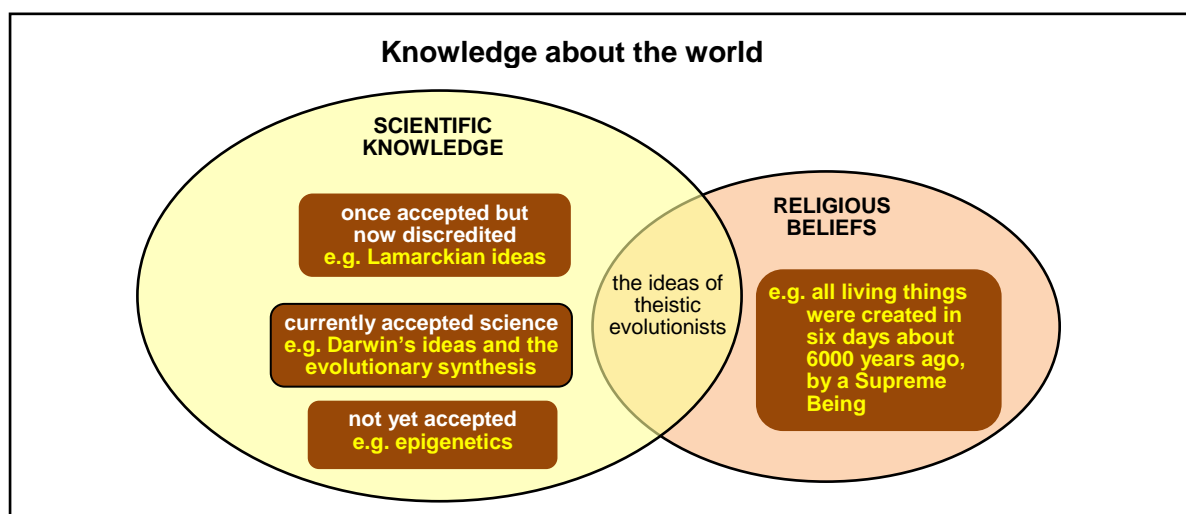 Knowledge about the world
SCIENTIFIC
KNOWLEDGE
once accepted but
now discredited
e.g. Lamarckian ideas
currently accepted science
e.g. Darwin's ideas and the
evolutionary synthesis
not yet accepted
e.g. epigenetics
the ideas of
theistic
evolutionists
RELIGIOUS
BELIEFS
e.g. all living things
were created in
six days about
6000 years ago,
by a Supreme
Being